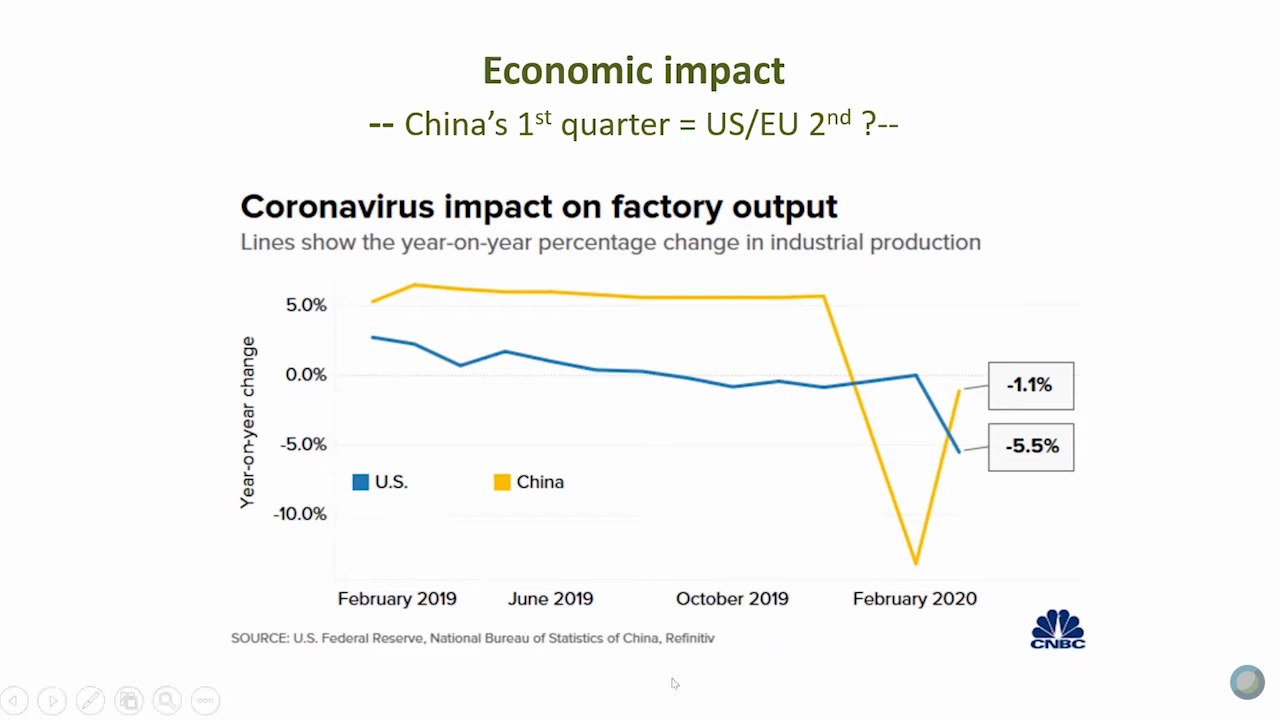 Economic impact
-- China’s 1st quarter = US/EU 2nd ?--
Coronavirus impact on factory output
Lines show the year-on-year percentage change in industrial production
Year-on-year change
5.0%
0.0%
-5.0%
-10.0%
-1.1%
-5.5%
U.S.
China
February 2019
June 2019
October 2019
February 2020
SOURCE: U.S. Federal Reserve, National Bureau of Statistics of China, Refinitiv
CNBC